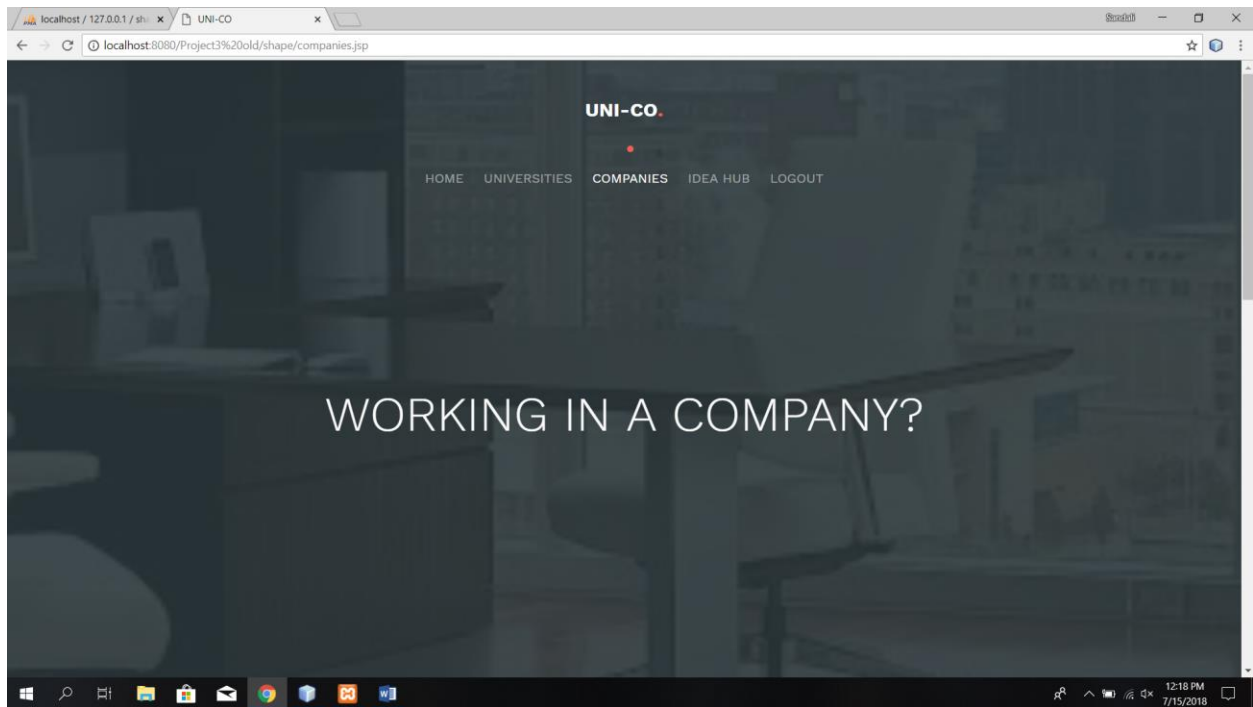 localhost / 127.0.0.1 / sh
UNI-CO
localhost:8080/Project3%20old/shape/companies.jsp
UNI-CO.
HOME UNIVERSITIES COMPANIES IDEA HUB LOGOUT
WORKING IN A COMPANY?
12:18 PM
7/15/2018